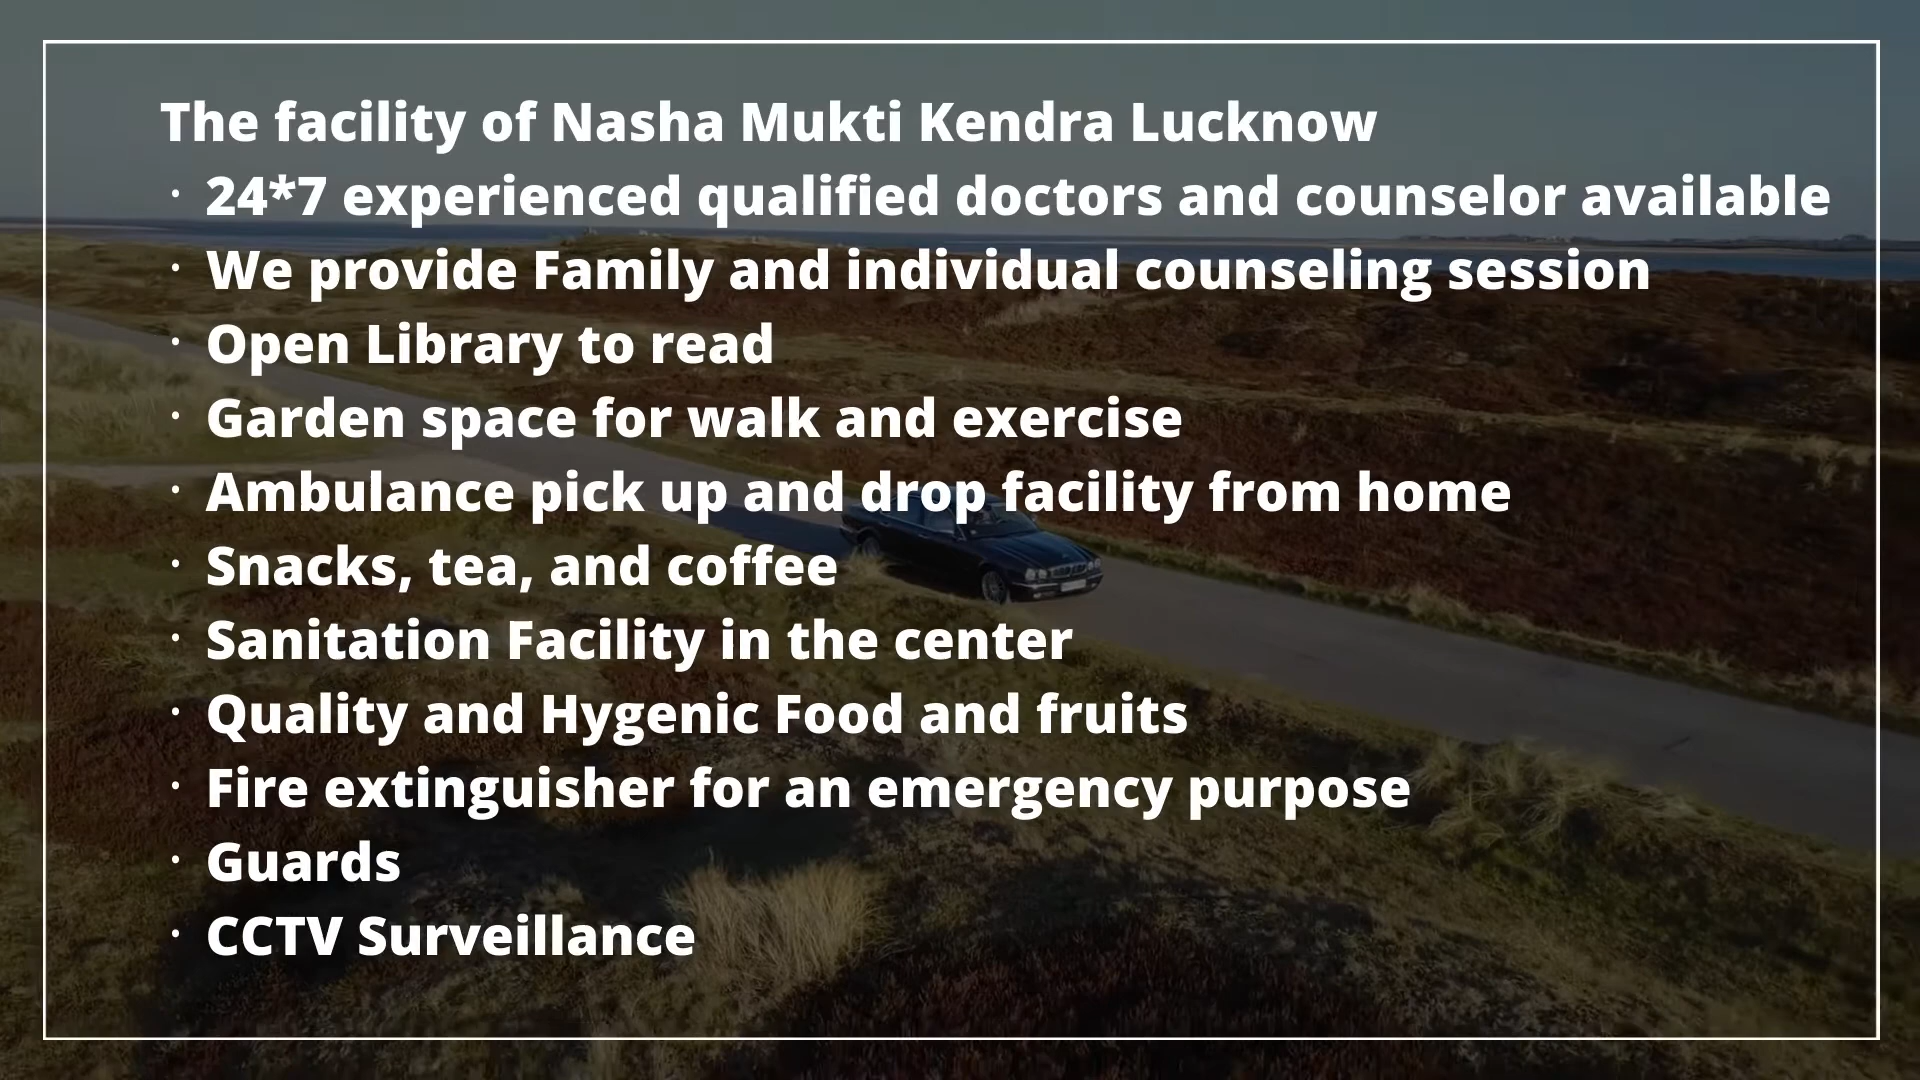 The facility of Nasha Mukti Kendra Lucknow
· 24*7 experienced qualified doctors and counselor available
· We provide Family and individual counseling session
· Open Library to read
· Garden space for walk and exercise
· Ambulance pick up and drop facility from home
· Snacks, tea, and coffee
· Sanitation Facility in the center
· Quality and Hygenic Food and fruits
· Fire extinguisher for an emergency purpose
· Guards
· CCTV Surveillance